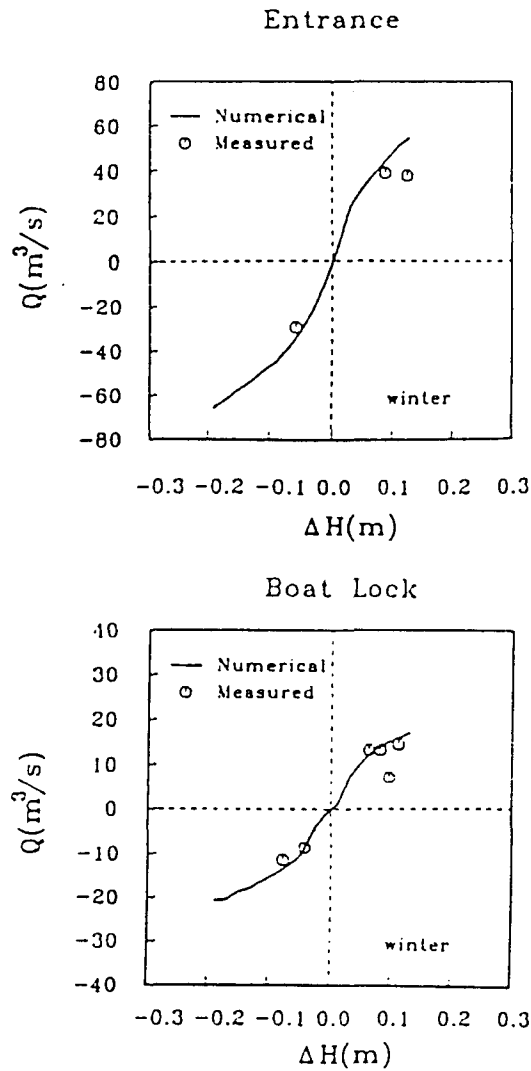 Entrance
80
60
40
20
0
-20
-40
-60
-80
Q(m³/s)
Numerical
Measured
winter
-0.3 -0.2 -0.1 0.0 0.1 0.2 0.3
ΔH(m)
Boat Lock
40
30
20
10
0
-10
-20
-30
-40
Q(m³/s)
Numerical
Measured
winter
-0.3 -0.2 -0.1 0.0 0.1 0.2 0.3
ΔH(m)